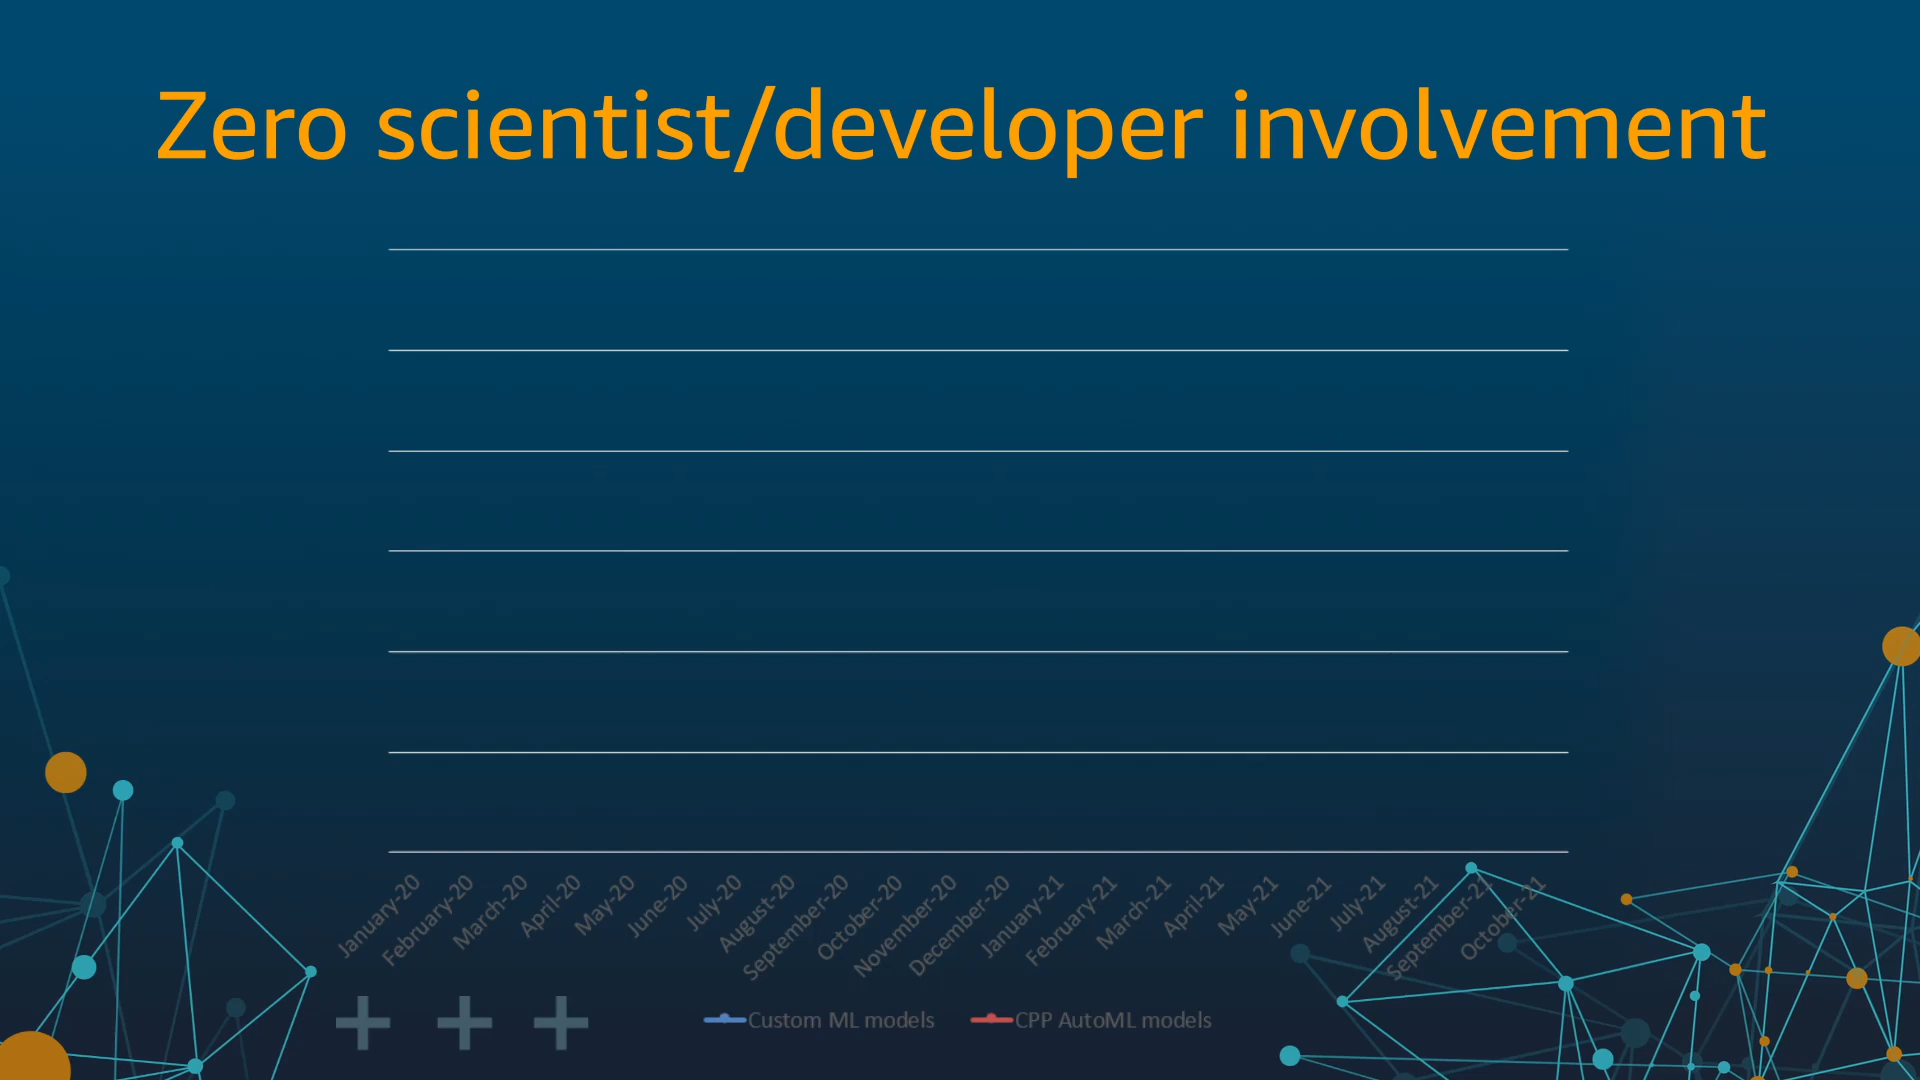 Zero scientist/developer involvement
January-20
February-20
March-20
April-20
May-20
June-20
July-20
August-20
September-20
October-20
November-20
December-20
January-21
February-21
March-21
April-21
May-21
June-21
July-21
August-21
September-21
October-21
Custom ML models
CPP AutoML models